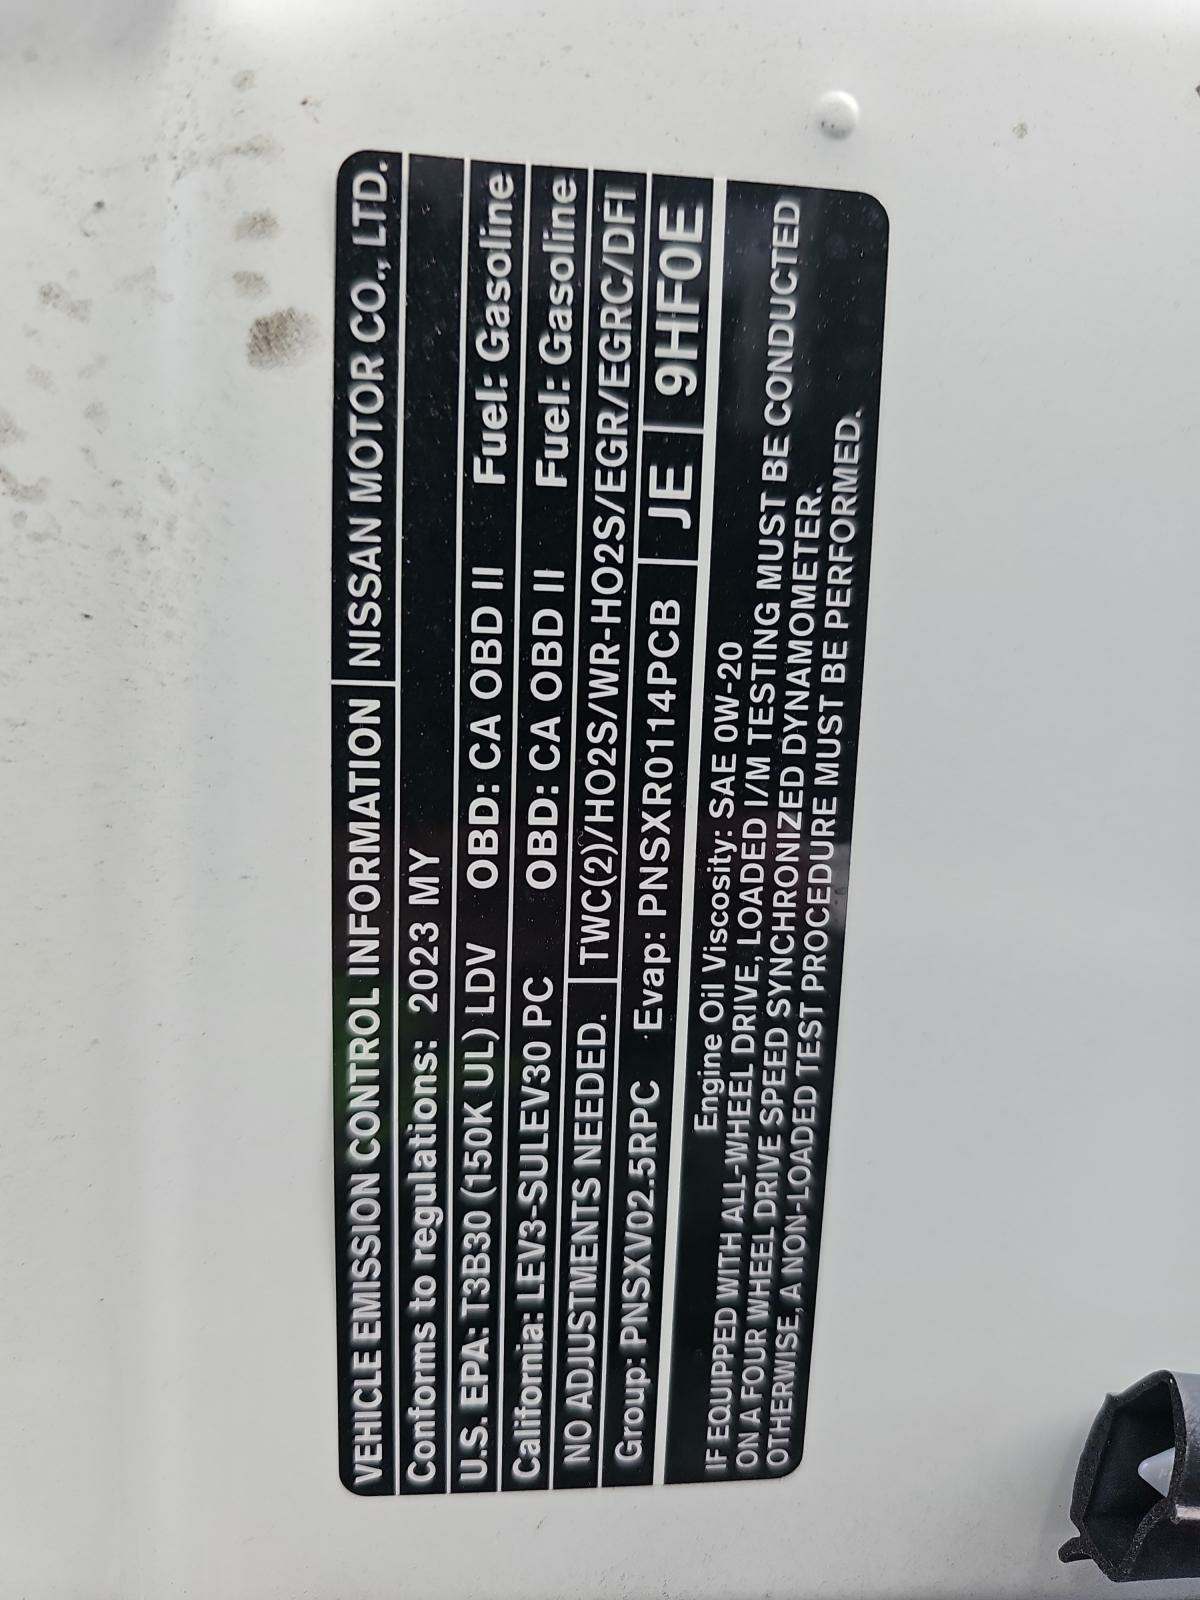 VEHICLE EMISSION CONTROL INFORMATION NISSAN MOTOR CO., LTD.
Conforms to regulations: 2023 MY
U.S. EPA: T3B30 (150K UL) LDV OBD: CA OBD II Fuel: Gasoline
California: LEV3-SULEV30 PC OBD: CA OBD II Fuel: Gasoline
NO ADJUSTMENTS NEEDED. TWC(2)/HO2S/WR-HO2S/EGR/EGRC/DFI
Group: PNSXV02.5RPC Evap: PNSXR0114PCB JE 9HF0E
Engine Oil Viscosity: SAE 0W-20
IF EQUIPPED WITH ALL-WHEEL DRIVE, LOADED I/M TESTING MUST BE CONDUCTED
ON A FOUR WHEEL DRIVE SPEED SYNCHRONIZED DYNAMOMETER.
OTHERWISE, A NON-LOADED TEST PROCEDURE MUST BE PERFORMED.